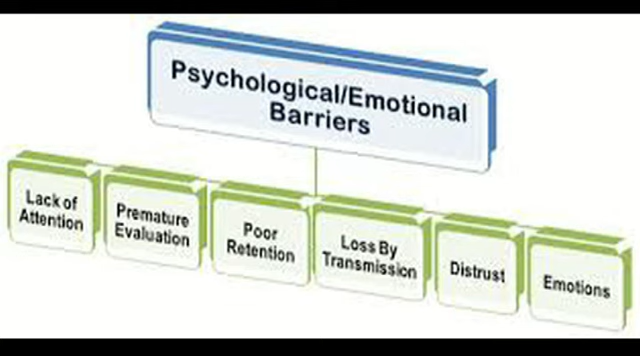 Psychological/Emotional
Barriers
Lack of
Attention
Premature
Evaluation
Poor
Retention
Loss By
Transmission
Distrust
Emotions